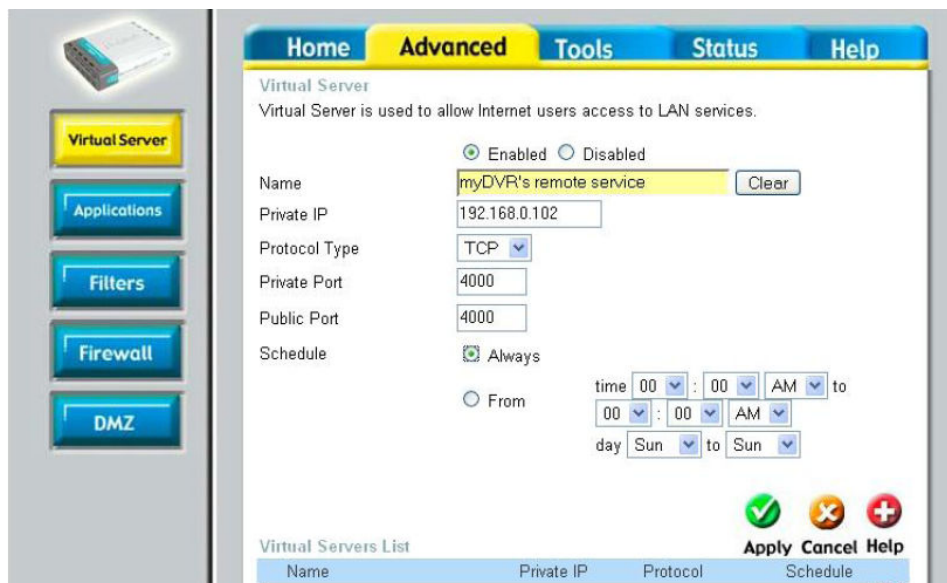 Home Advanced Tools Status Help
Virtual Server
Applications
Filters
Firewall
DMZ
Virtual Server
Virtual Server is used to allow Internet users access to LAN services.
Enabled Disabled
Name myDVR's remote service Clear
Private IP 192.168.0.102
Protocol Type TCP
Private Port 4000
Public Port 4000
Schedule Always
From time 00 : 00 AM to
00 : 00 AM
day Sun to Sun
Apply Cancel Help
Virtual Servers List
Name Private IP Protocol Schedule